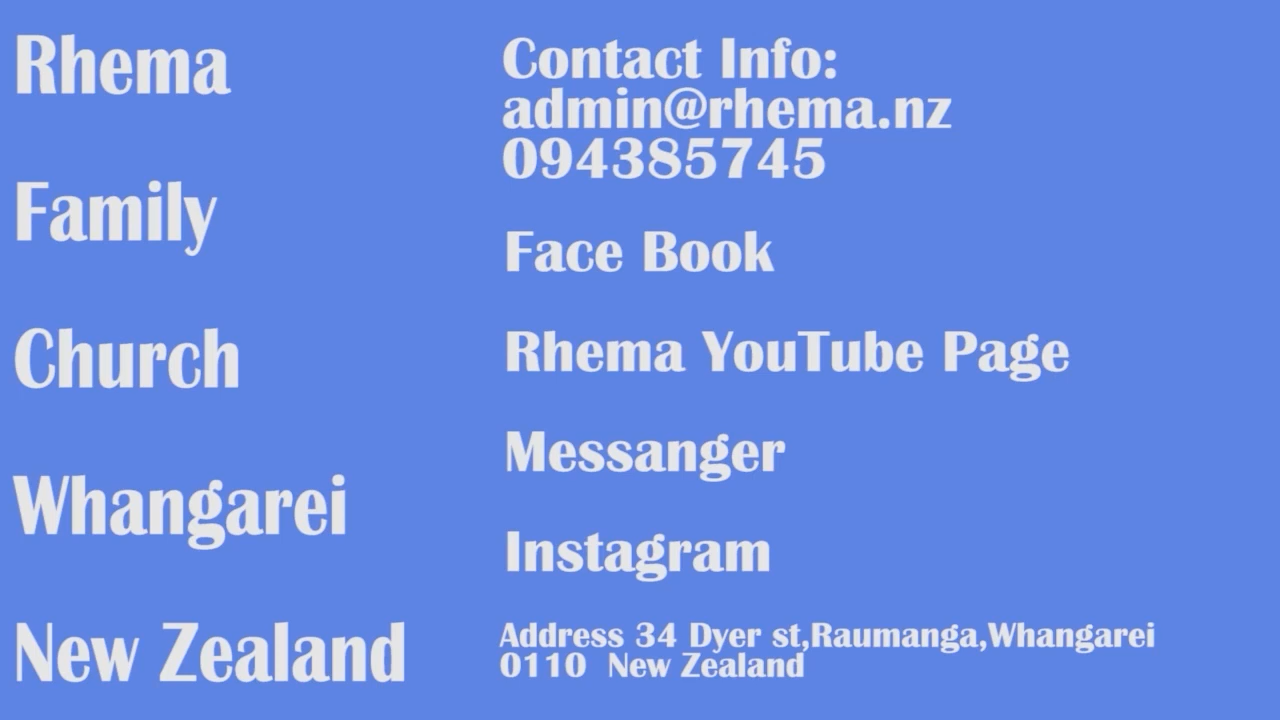 Rhema
Family
Church
Whangarei
New Zealand
Contact Info:
admin@rhema.nz
094385745
Face Book
Rhema YouTube Page
Messanger
Instagram
Address 34 Dyer st,Raumanga,Whangarei
0110  New Zealand